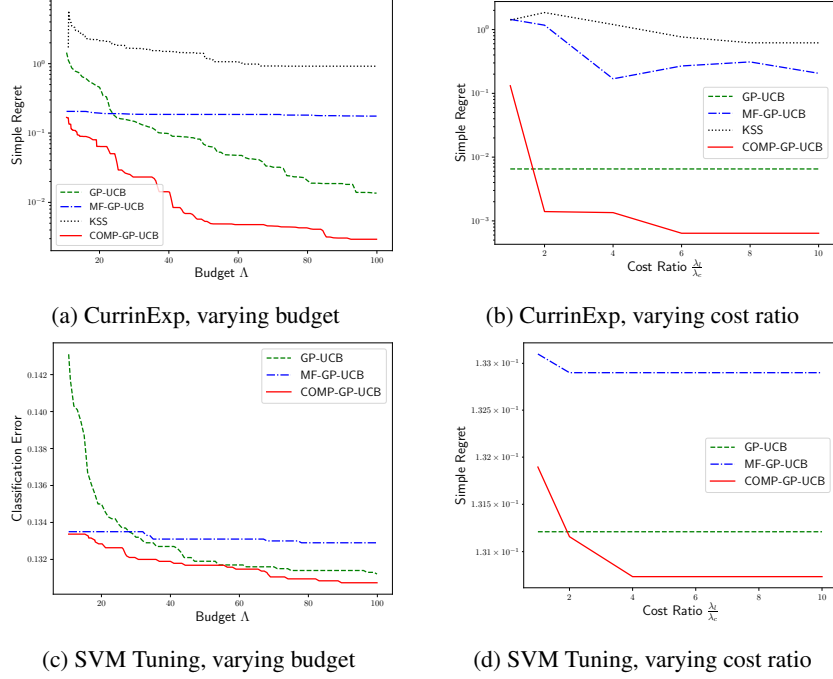 Simple Regret
10⁰
10⁻¹
10⁻²
GP-UCB
MF-GP-UCB
KSS
COMP-GP-UCB
20 40 60 80 100
Budget Λ
(a) CurrinExp, varying budget
Simple Regret
10⁰
10⁻¹
10⁻²
10⁻³
GP-UCB
MF-GP-UCB
KSS
COMP-GP-UCB
2 4 6 8 10
Cost Ratio λ_l/λ_c
(b) CurrinExp, varying cost ratio
Classification Error
0.142
0.140
0.138
0.136
0.134
0.132
GP-UCB
MF-GP-UCB
COMP-GP-UCB
20 40 60 80 100
Budget Λ
(c) SVM Tuning, varying budget
Simple Regret
1.33 × 10⁻¹
1.325 × 10⁻¹
1.32 × 10⁻¹
1.315 × 10⁻¹
1.31 × 10⁻¹
GP-UCB
MF-GP-UCB
COMP-GP-UCB
2 4 6 8 10
Cost Ratio λ_l/λ_c
(d) SVM Tuning, varying cost ratio